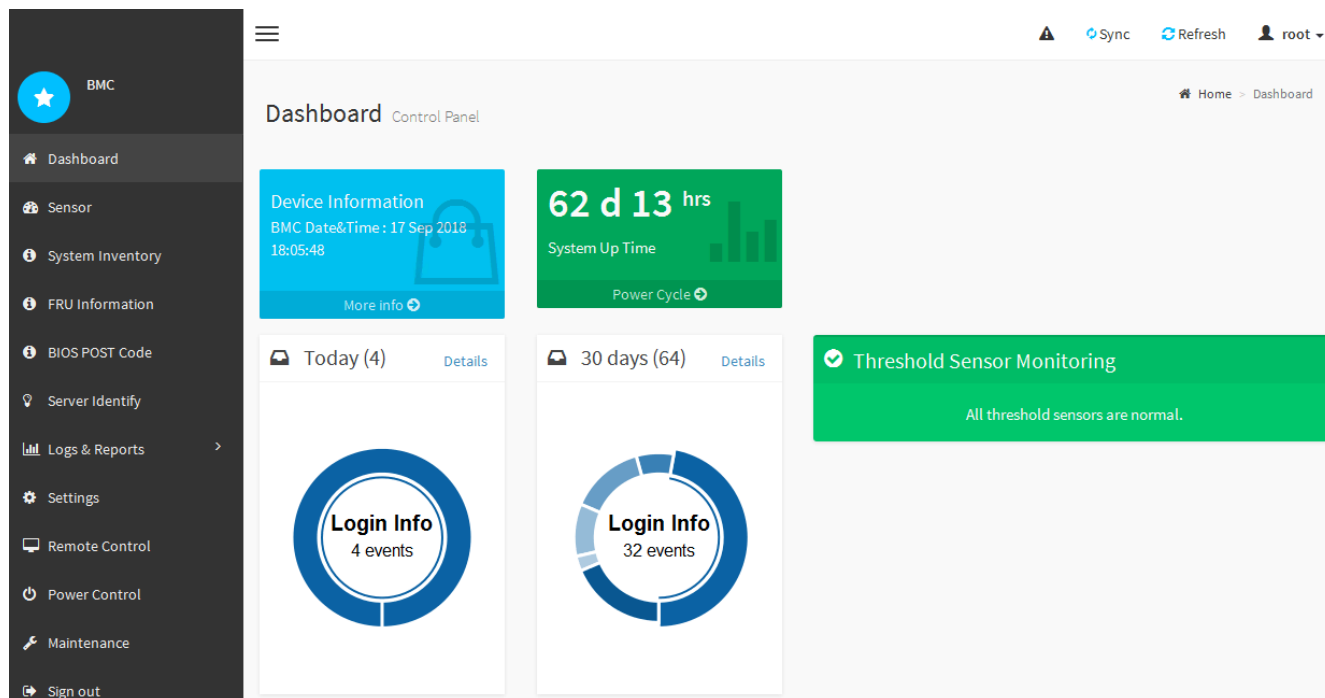 BMC
Dashboard
Sensor
System Inventory
FRU Information
BIOS POST Code
Server Identify
Logs & Reports
Settings
Remote Control
Power Control
Maintenance
Sign out
Sync
Refresh
root
Dashboard Control Panel
Home > Dashboard
Device Information
BMC Date&Time : 17 Sep 2018
18:05:48
More info
62 d 13 hrs
System Up Time
Power Cycle
Today (4) Details
Login Info
4 events
30 days (64) Details
Login Info
32 events
Threshold Sensor Monitoring
All threshold sensors are normal.